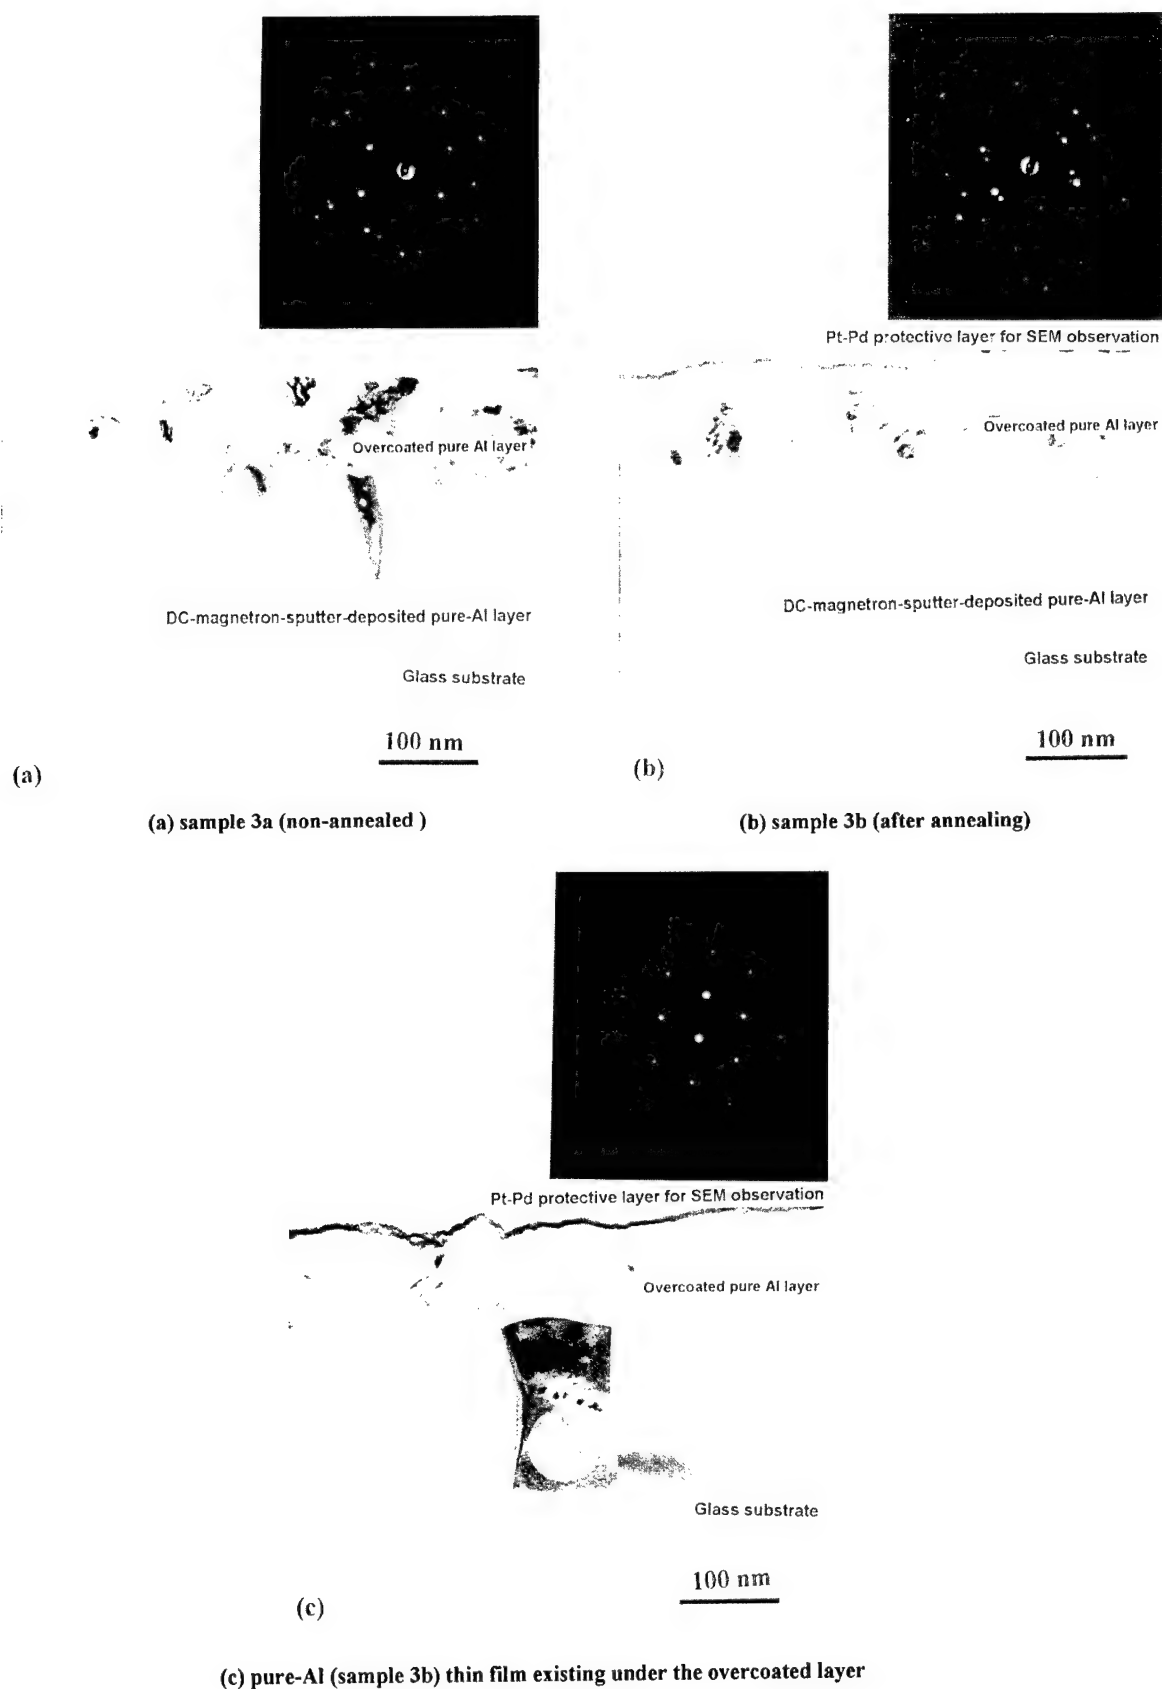 Pt-Pd protective layer for SEM observation
Overcoated pure Al layer
Overcoated pure Al layer
DC-magnetron-sputter-deposited pure-Al layer
DC-magnetron-sputter-deposited pure-Al layer
Glass substrate
Glass substrate
100 nm
100 nm
(a)
(b)
(a) sample 3a (non-annealed )
(b) sample 3b (after annealing)
Pt-Pd protective layer for SEM observation
Overcoated pure Al layer
Glass substrate
100 nm
(c)
(c) pure-Al (sample 3b) thin film existing under the overcoated layer